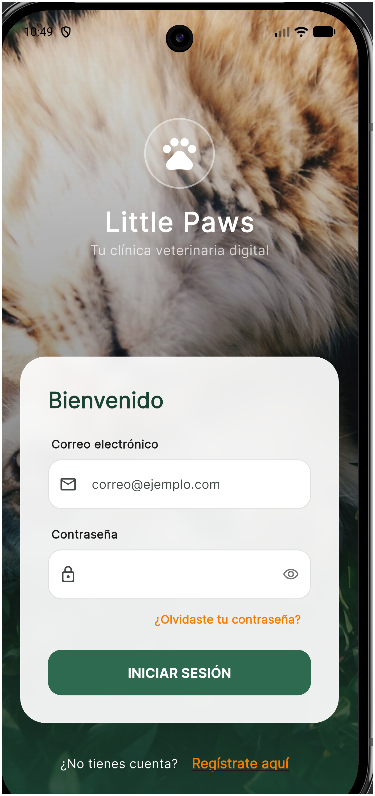 10:49
Little Paws
Tu clínica veterinaria digital
Bienvenido
Correo electrónico
correo@ejemplo.com
Contraseña
¿Olvidaste tu contraseña?
INICIAR SESIÓN
¿No tienes cuenta? Regístrate aquí